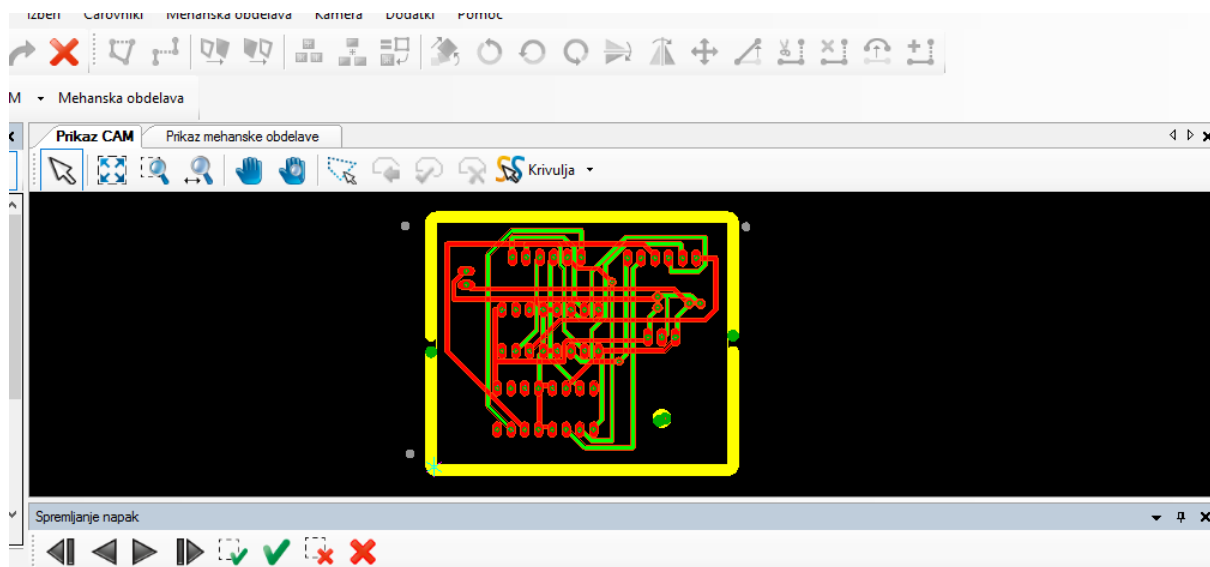 Izberi Čarovniki Mehanska obdelava Kamera Dodatki Pomoč
M Mehanska obdelava
Prikaz CAM Prikaz mehanske obdelave
Krivulja
Spremljanje napak